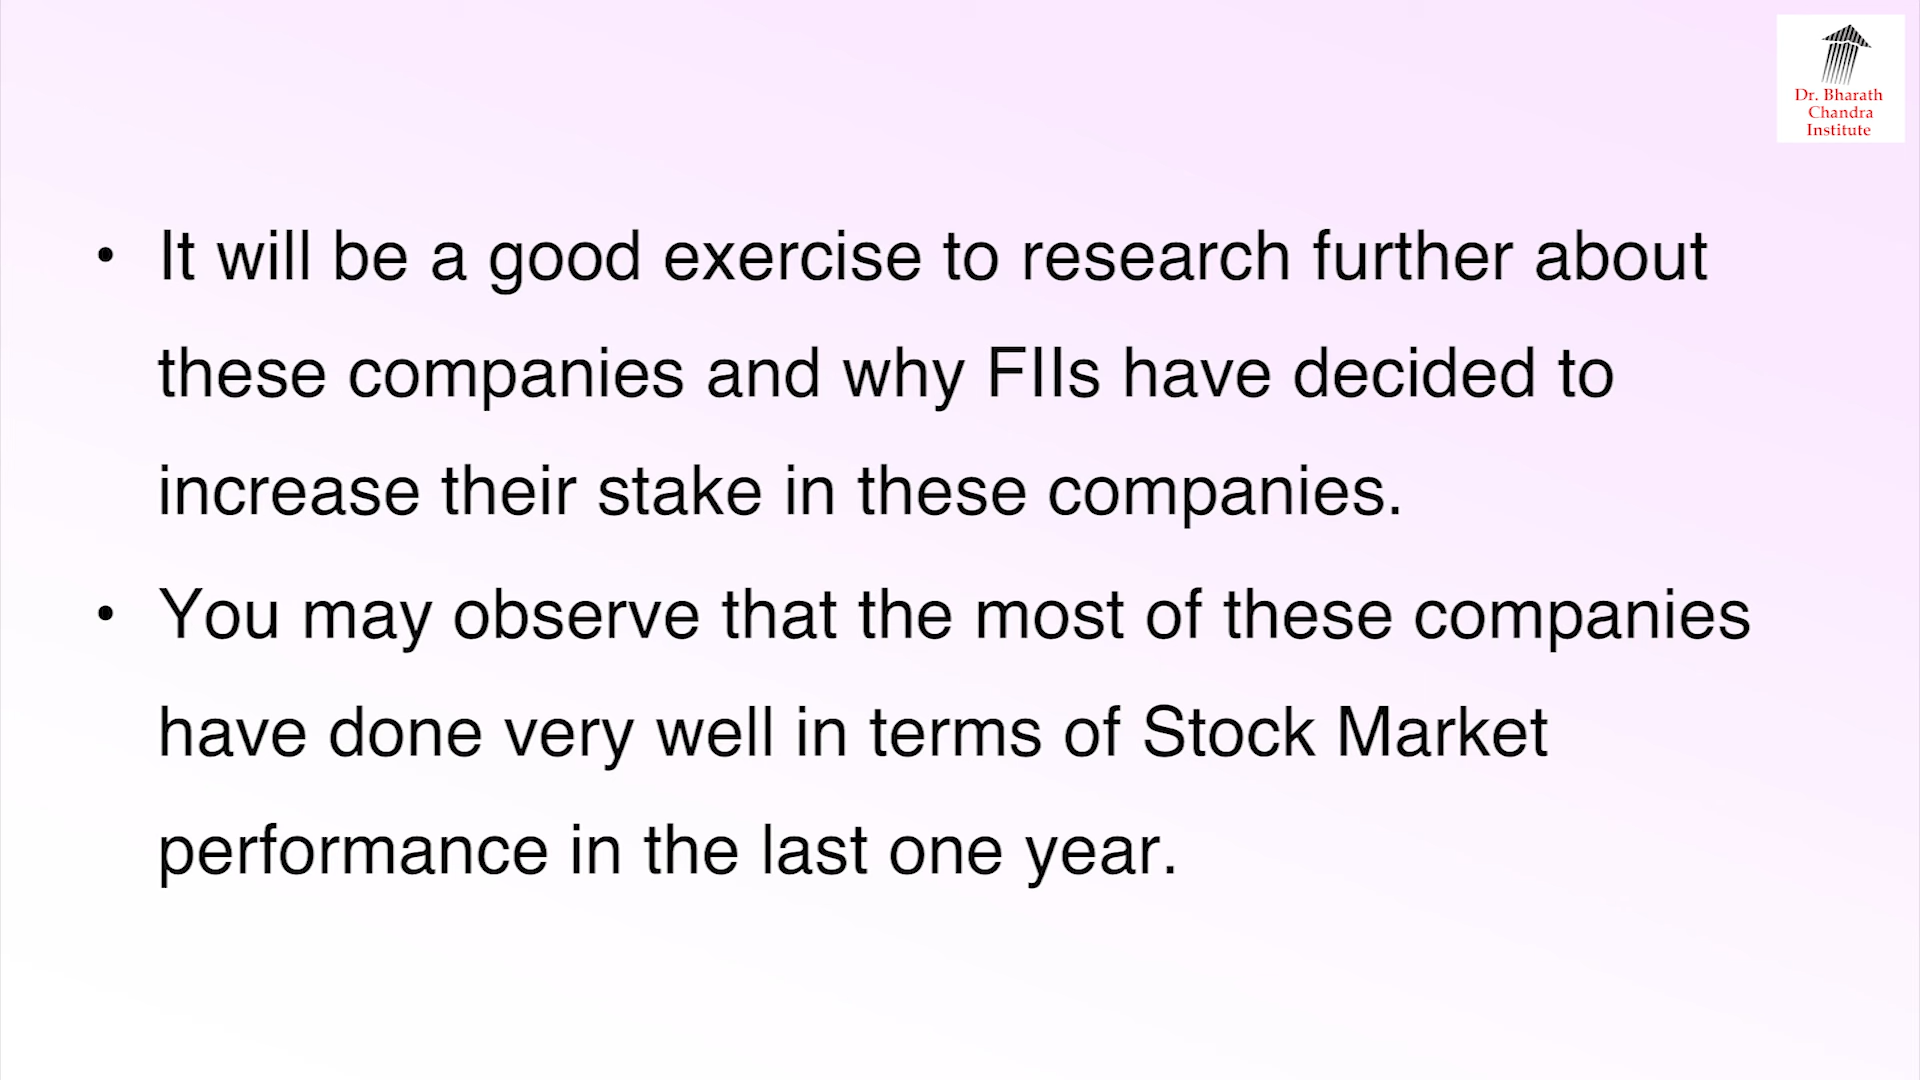 Dr. Bharath
Chandra
Institute
• It will be a good exercise to research further about
these companies and why FIIs have decided to
increase their stake in these companies.
• You may observe that the most of these companies
have done very well in terms of Stock Market
performance in the last one year.